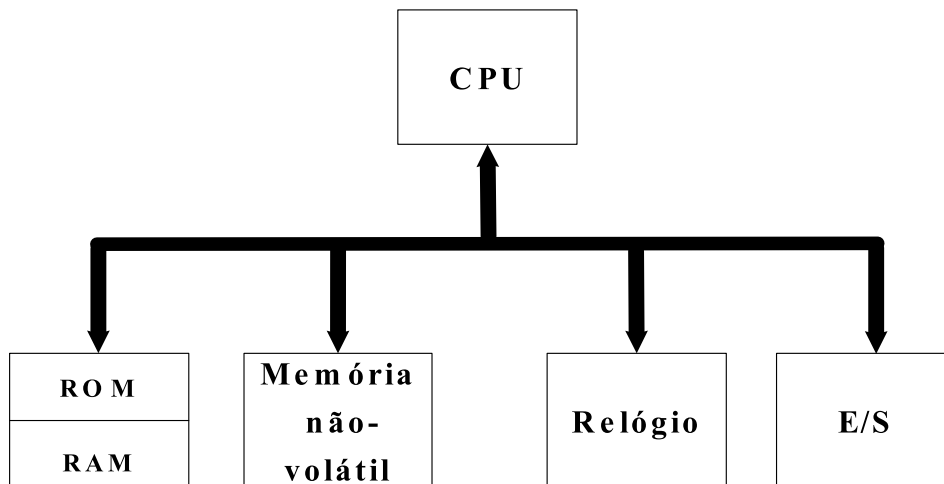 CPU
ROM
RAM
Memória
não-
volátil
Relógio
E/S